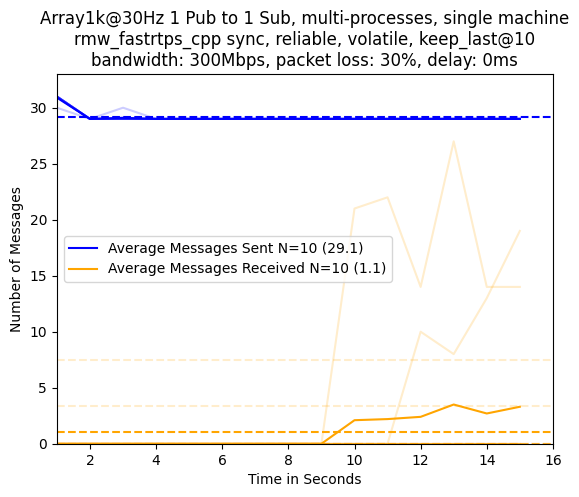 Array1k@30Hz 1 Pub to 1 Sub, multi-processes, single machine
rmw_fastrtps_cpp sync, reliable, volatile, keep_last@10
bandwidth: 300Mbps, packet loss: 30%, delay: 0ms
30
25
20
15
10
5
0
Number of Messages
Average Messages Sent N=10 (29.1)
Average Messages Received N=10 (1.1)
2 4 6 8 10 12 14 16
Time in Seconds